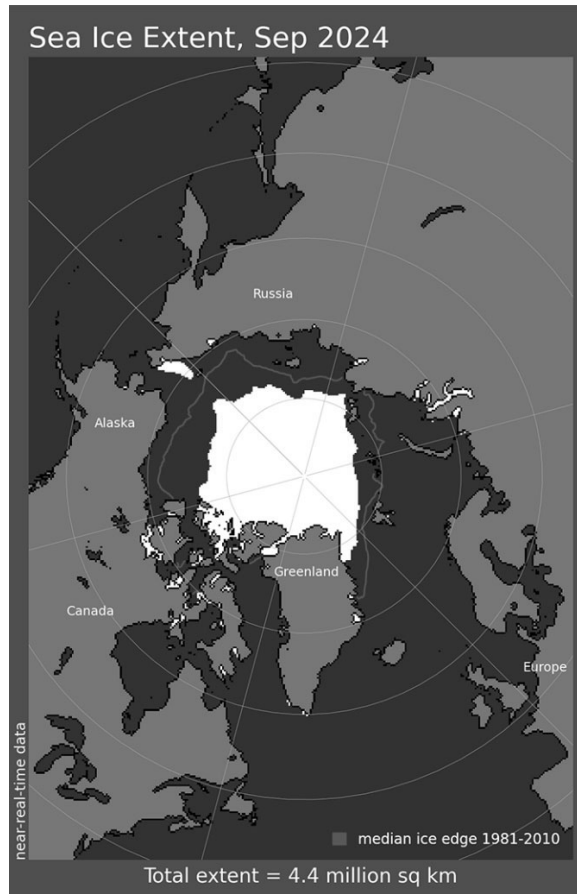 Sea Ice Extent, Sep 2024
Russia
Alaska
Greenland
Canada
Europe
near-real-time data
median ice edge 1981-2010
Total extent = 4.4 million sq km